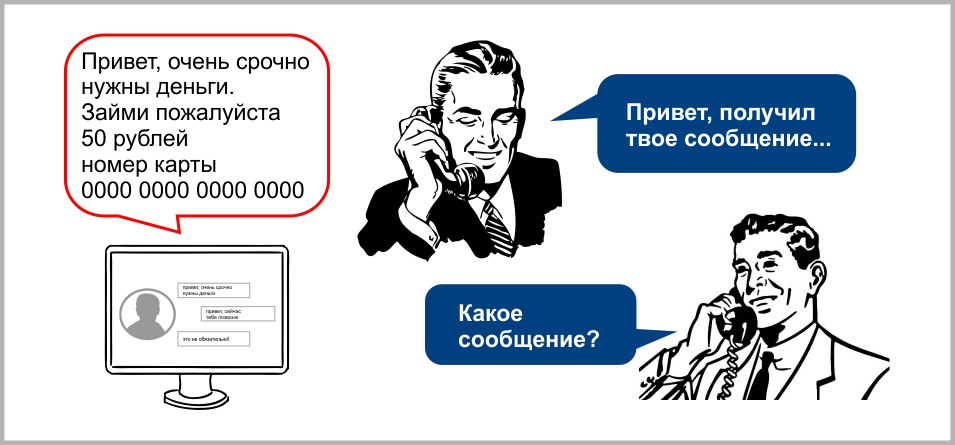 Привет, очень срочно
нужны деньги.
Займи пожалуйста
50 рублей
номер карты
0000 0000 0000 0000
Привет, получил
твое сообщение...
привет, очень срочно
нужны деньги
привет, сейчас
тебе позвоню
это не обязательно!
Какое
сообщение?